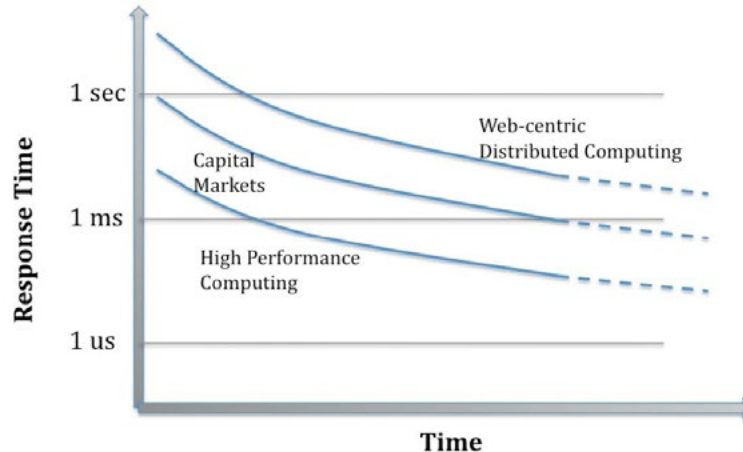 1 sec
Web-centric
Distributed Computing
Capital
Markets
1 ms
High Performance
Computing
1 us
Response Time
Time